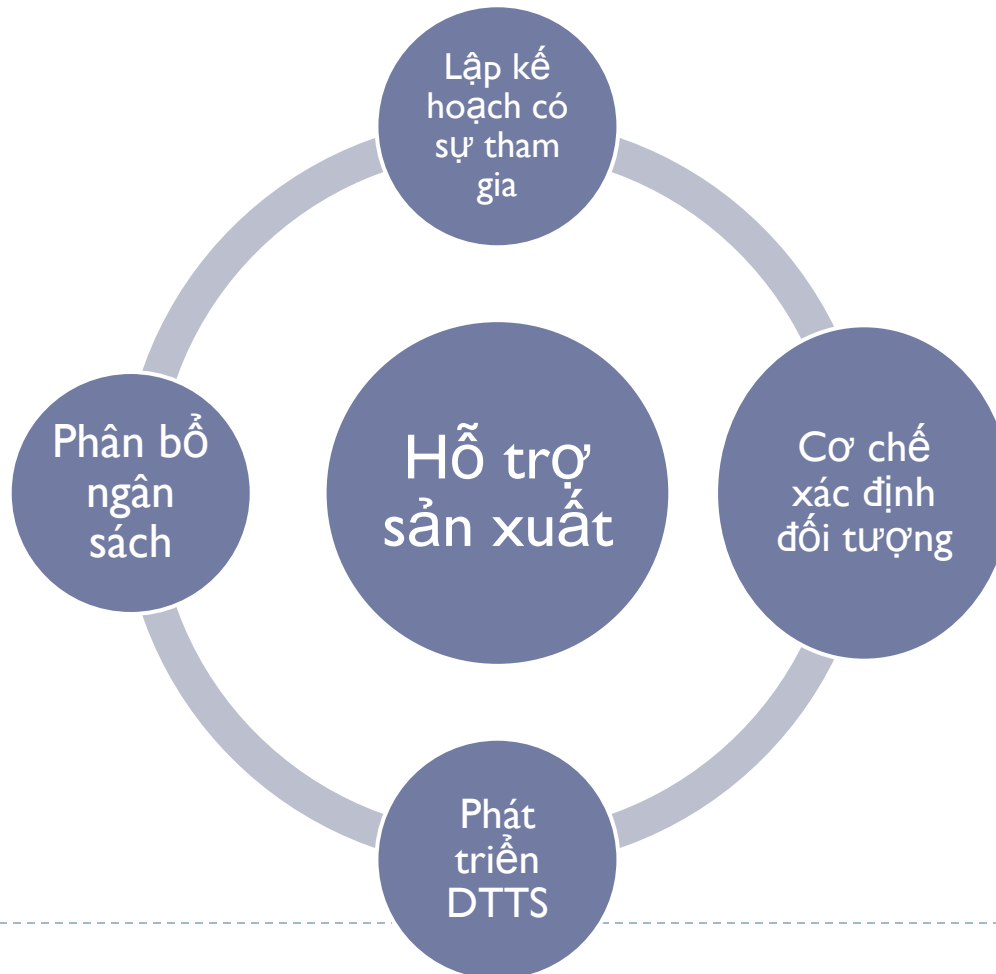 Lập kế
hoạch có
sự tham
gia
Phân bổ
ngân
sách
Hỗ trợ
sản xuất
Cơ chế
xác định
đối tượng
Phát
triển
DTTS